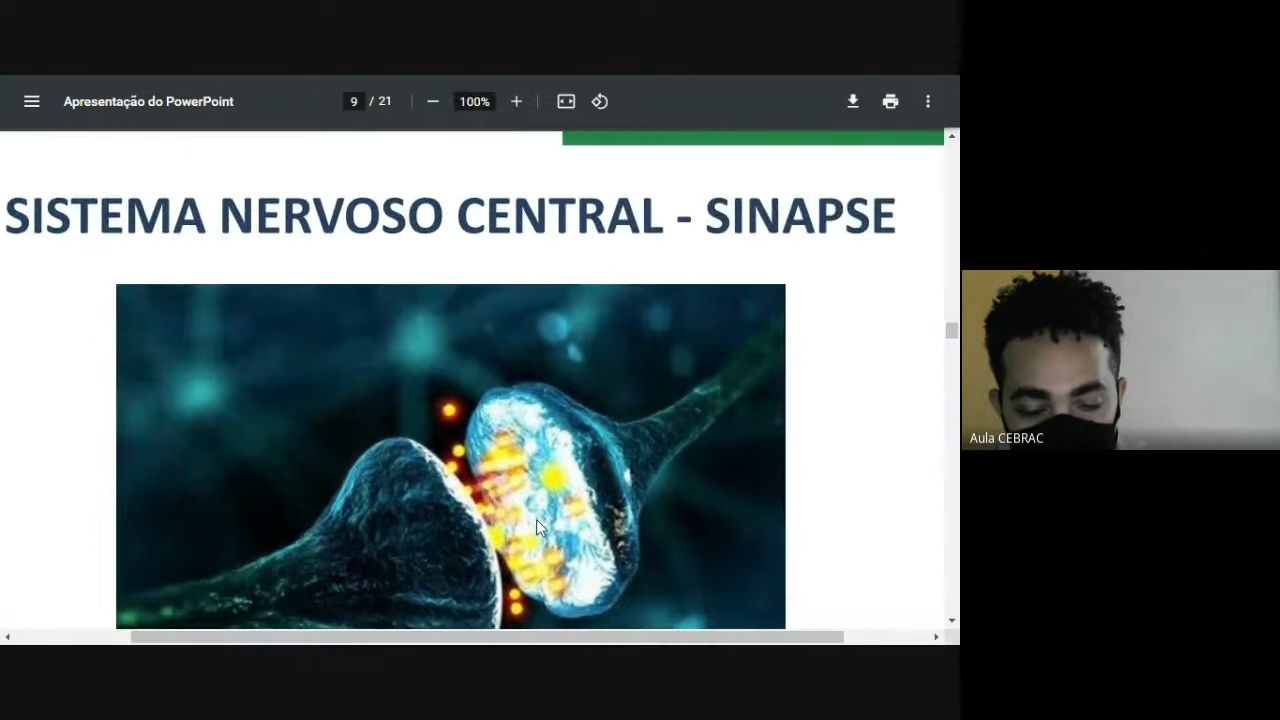 Apresentação do PowerPoint
9 / 21
100%
SISTEMA NERVOSO CENTRAL - SINAPSE
Aula CEBRAC